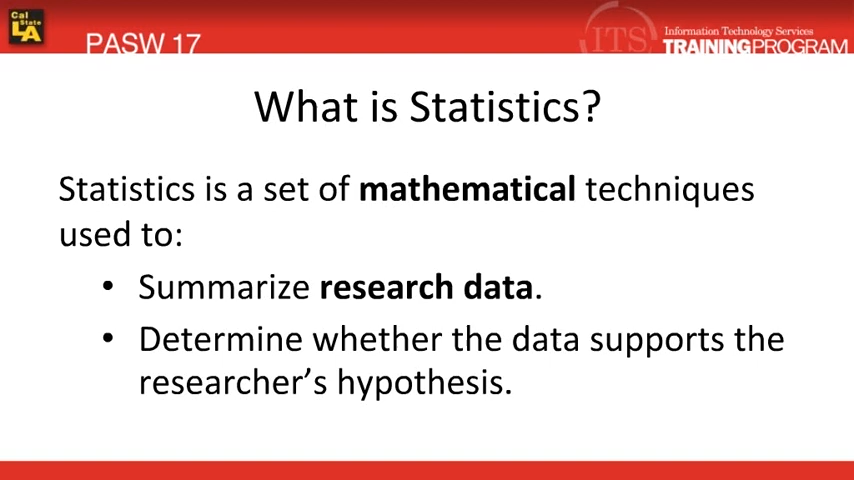 Cal
State
LA
PASW 17
ITS
Information Technology Services
TRAININGPROGRAM
What is Statistics?
Statistics is a set of mathematical techniques
used to:
• Summarize research data.
• Determine whether the data supports the
researcher’s hypothesis.